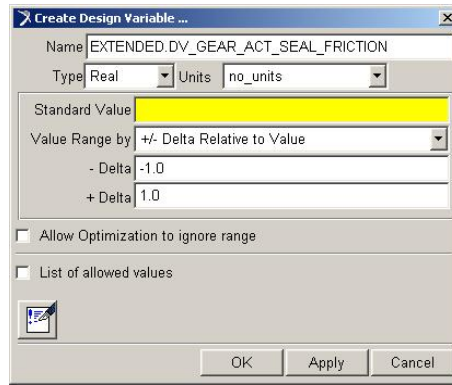 Create Design Variable ...
Name EXTENDED.DV_GEAR_ACT_SEAL_FRICTION
Type Real Units no_units
Standard Value
Value Range by +/- Delta Relative to Value
- Delta -1.0
+ Delta 1.0
Allow Optimization to ignore range
List of allowed values
OK Apply Cancel